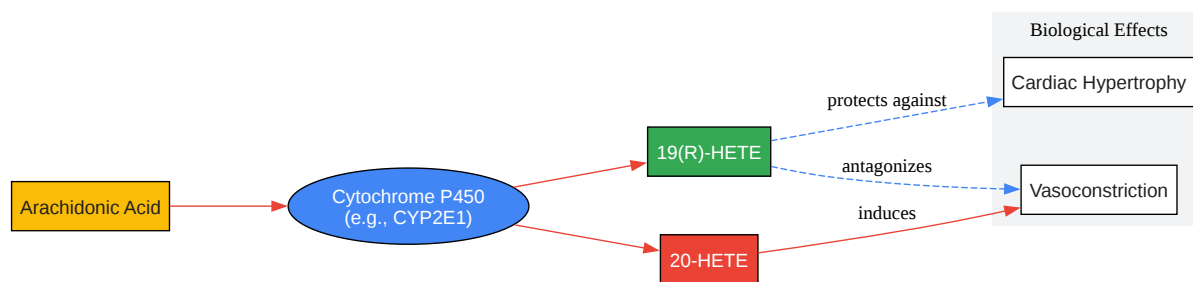 Biological Effects
Cardiac Hypertrophy
protects against
19(R)-HETE
antagonizes
Cytochrome P450
(e.g., CYP2E1)
Arachidonic Acid
Vasoconstriction
induces
20-HETE